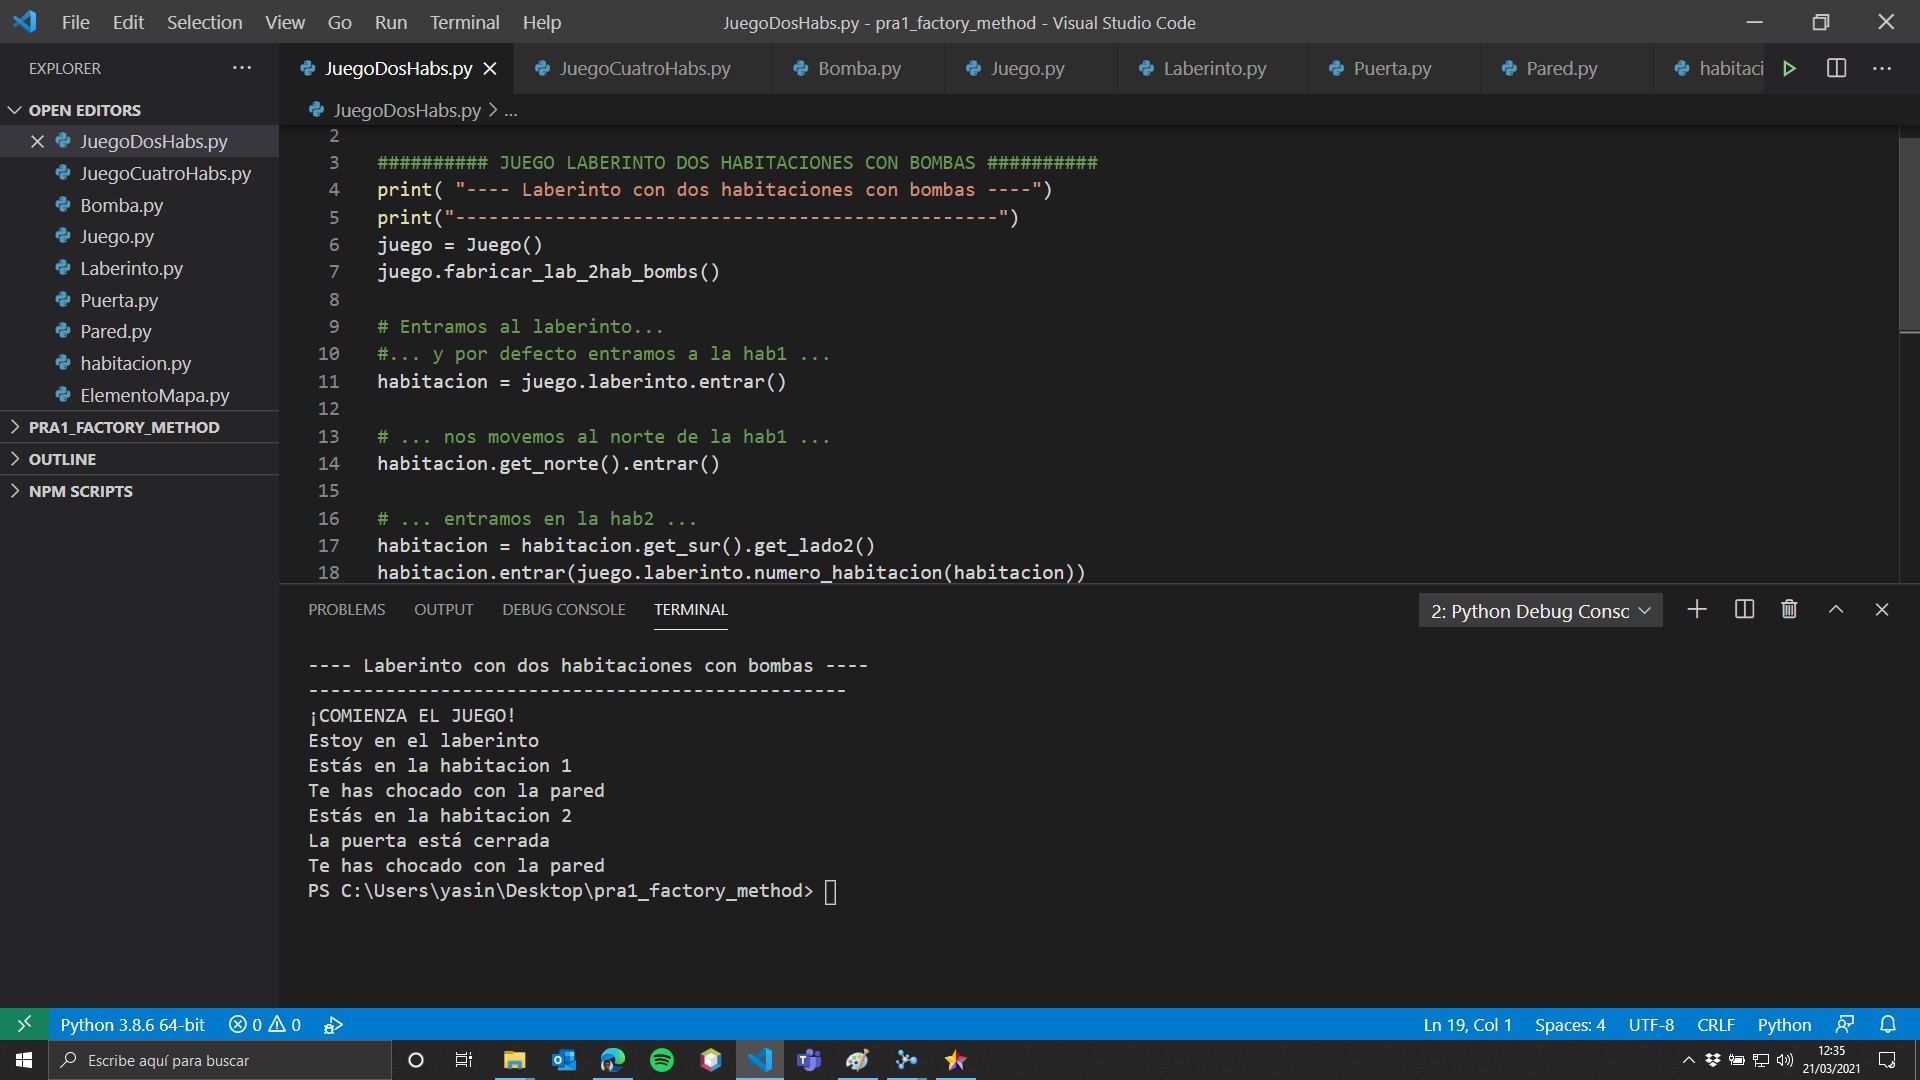 File Edit Selection View Go Run Terminal Help
JuegoDosHabs.py - pra1_factory_method - Visual Studio Code
EXPLORER
JuegoDosHabs.py JuegoCuatroHabs.py Bomba.py Juego.py Laberinto.py Puerta.py Pared.py habitaci
OPEN EDITORS
JuegoDosHabs.py
JuegoCuatroHabs.py
Bomba.py
Juego.py
Laberinto.py
Puerta.py
Pared.py
habitacion.py
ElementoMapa.py
PRA1_FACTORY_METHOD
OUTLINE
NPM SCRIPTS
JuegoDosHabs.py > ...
2
3 ########## JUEGO LABERINTO DOS HABITACIONES CON BOMBAS ##########
4 print( "---- Laberinto con dos habitaciones con bombas ----")
5 print("-------------------------------------------------")
6 juego = Juego()
7 juego.fabricar_lab_2hab_bombs()
8
9 # Entramos al laberinto...
10 #... y por defecto entramos a la hab1 ...
11 habitacion = juego.laberinto.entrar()
12
13 # ... nos movemos al norte de la hab1 ...
14 habitacion.get_norte().entrar()
15
16 # ... entramos en la hab2 ...
17 habitacion = habitacion.get_sur().get_lado2()
18 habitacion.entrar(juego.laberinto.numero_habitacion(habitacion))
PROBLEMS OUTPUT DEBUG CONSOLE TERMINAL
2: Python Debug Consc
---- Laberinto con dos habitaciones con bombas ----
-------------------------------------------------
¡COMIENZA EL JUEGO!
Estoy en el laberinto
Estás en la habitacion 1
Te has chocado con la pared
Estás en la habitacion 2
La puerta está cerrada
Te has chocado con la pared
PS C:\Users\yasin\Desktop\pra1_factory_method>
Python 3.8.6 64-bit 0 0
Ln 19, Col 1 Spaces: 4 UTF-8 CRLF Python
Escribe aquí para buscar
12:35
21/03/2021